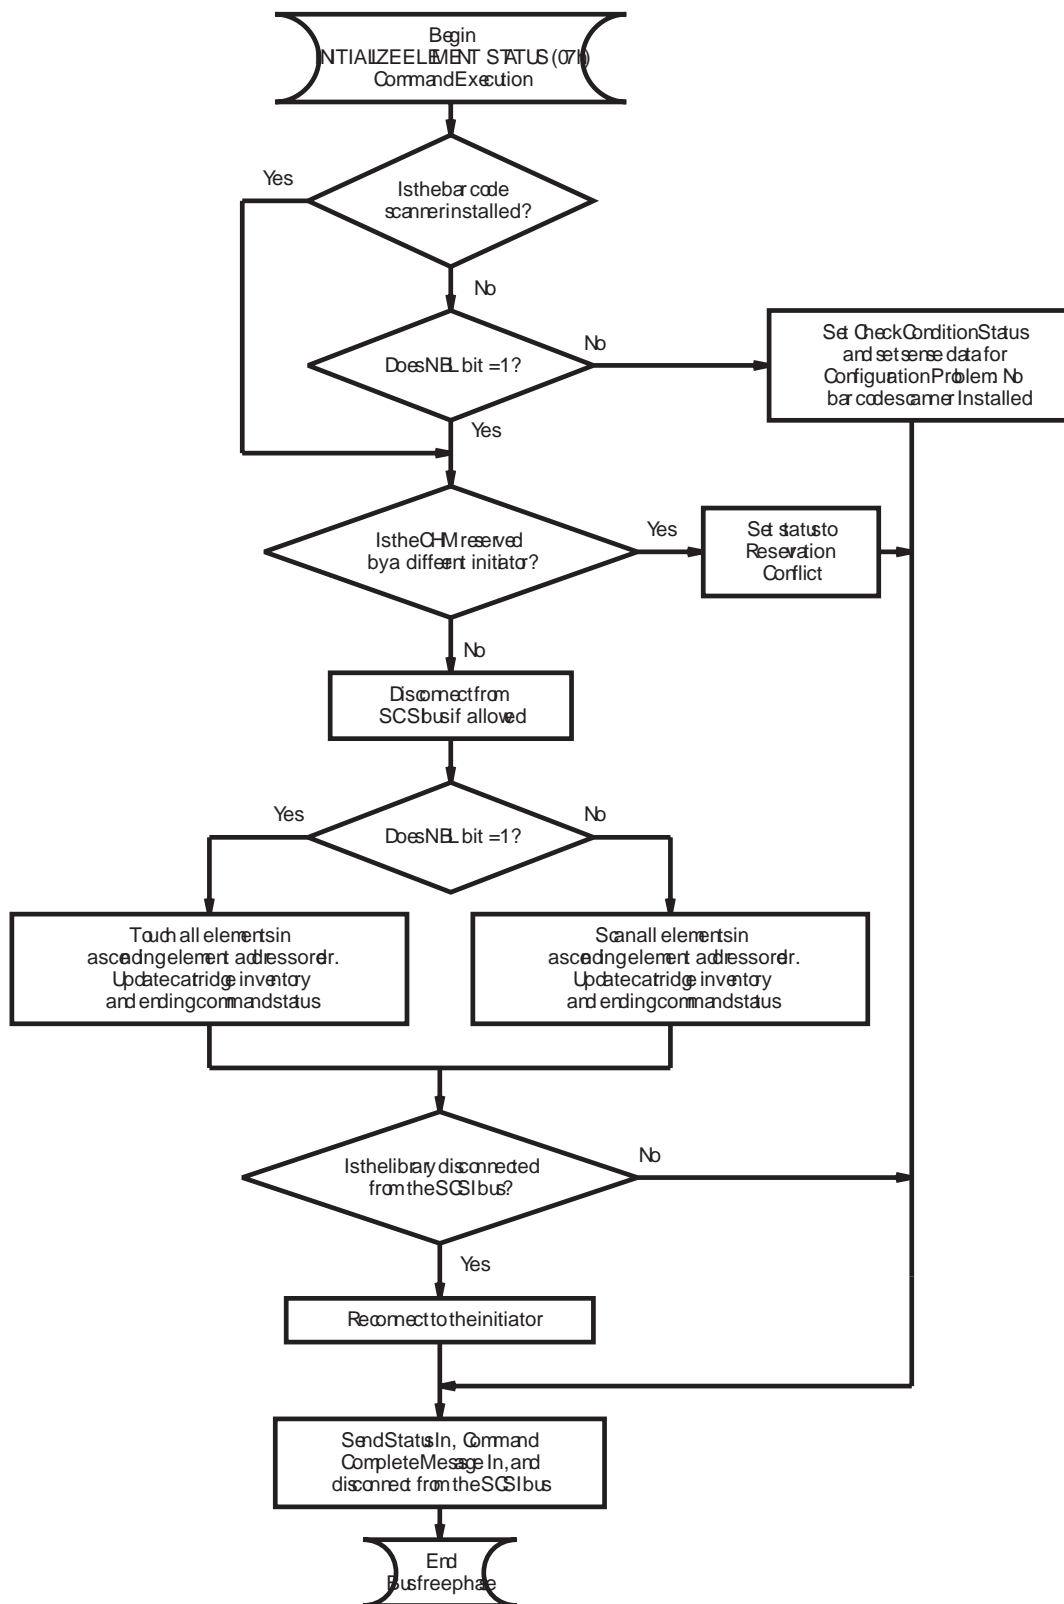 Begin
INITIALIZE ELEMENT STATUS (07h)
Command Execution
Yes
Is the bar code
scanner installed?
No
Does NBL bit = 1?
No
Set Check Condition Status
and set sense data for
Configuration Problem: No
bar code scanner Installed
Yes
Is the CHM reserved
by a different initiator?
Yes
Set status to
Reservation
Conflict
No
Disconnect from
SCSI bus if allowed
Yes
Does NBL bit = 1?
No
Touch all elements in
ascending element address order.
Update cartridge inventory
and ending command status
Scan all elements in
ascending element address order.
Update cartridge inventory
and ending command status
Is the library disconnected
from the SCSI bus?
No
Yes
Reconnect to the initiator
Send Status In, Command
Complete Message In, and
disconnect from the SCSI bus
End
Bus free phase